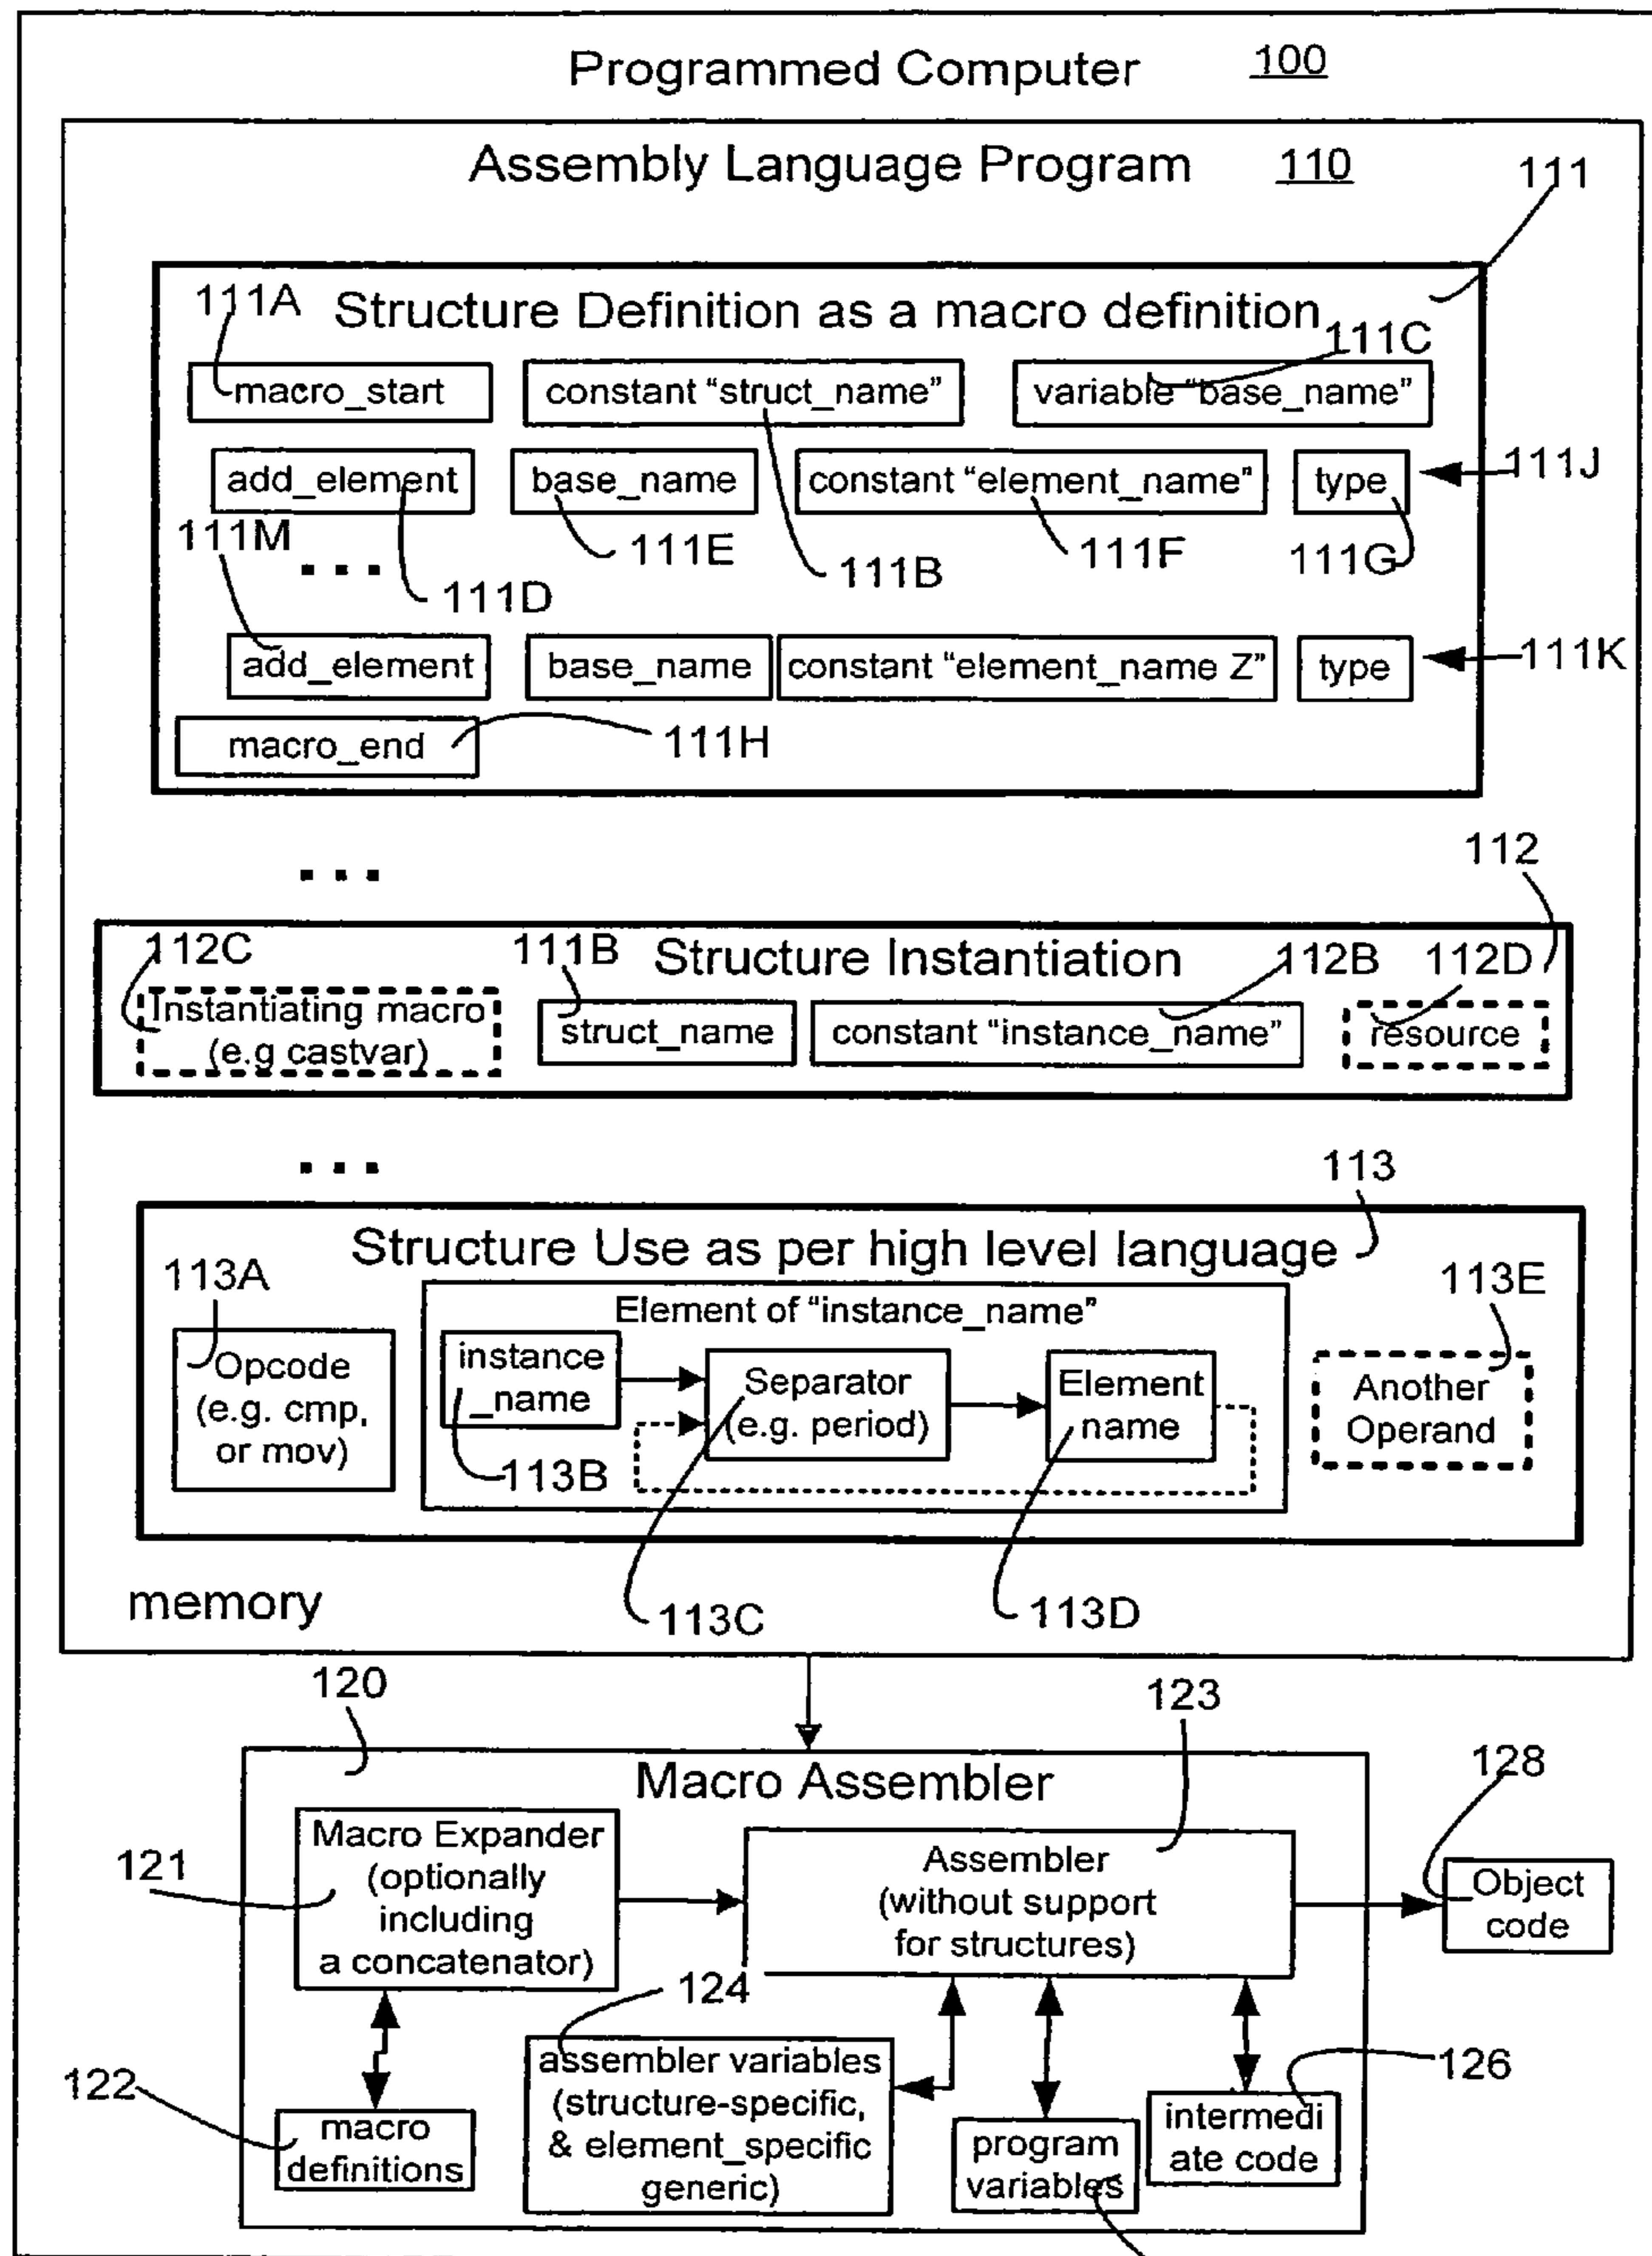 Programmed Computer 100
Assembly Language Program 110
111
111A
Structure Definition as a macro definition
111C
macro_start
constant “struct_name”
variable “base_name”
add_element
base_name
constant “element_name”
type
111J
111M
...
111D
111E
111B
111F
111G
add_element
base_name
constant “element_name Z”
type
111K
macro_end
111H
...
112
112C
111B
Structure Instantiation
112B
112D
Instantiating macro
(e.g castvar)
struct_name
constant “instance_name”
resource
...
113
Structure Use as per high level language
113A
113E
Element of “instance_name”
Opcode
(e.g. cmp,
or mov)
instance
_name
Separator
(e.g. period)
Element
name
Another
Operand
113B
memory
113C
113D
120
123
Macro Assembler
128
121
Macro Expander
(optionally
including
a concatenator)
Assembler
(without support
for structures)
Object
code
124
122
macro
definitions
assembler variables
(structure-specific,
& element_specific
generic)
program
variables
intermedi
ate code
126